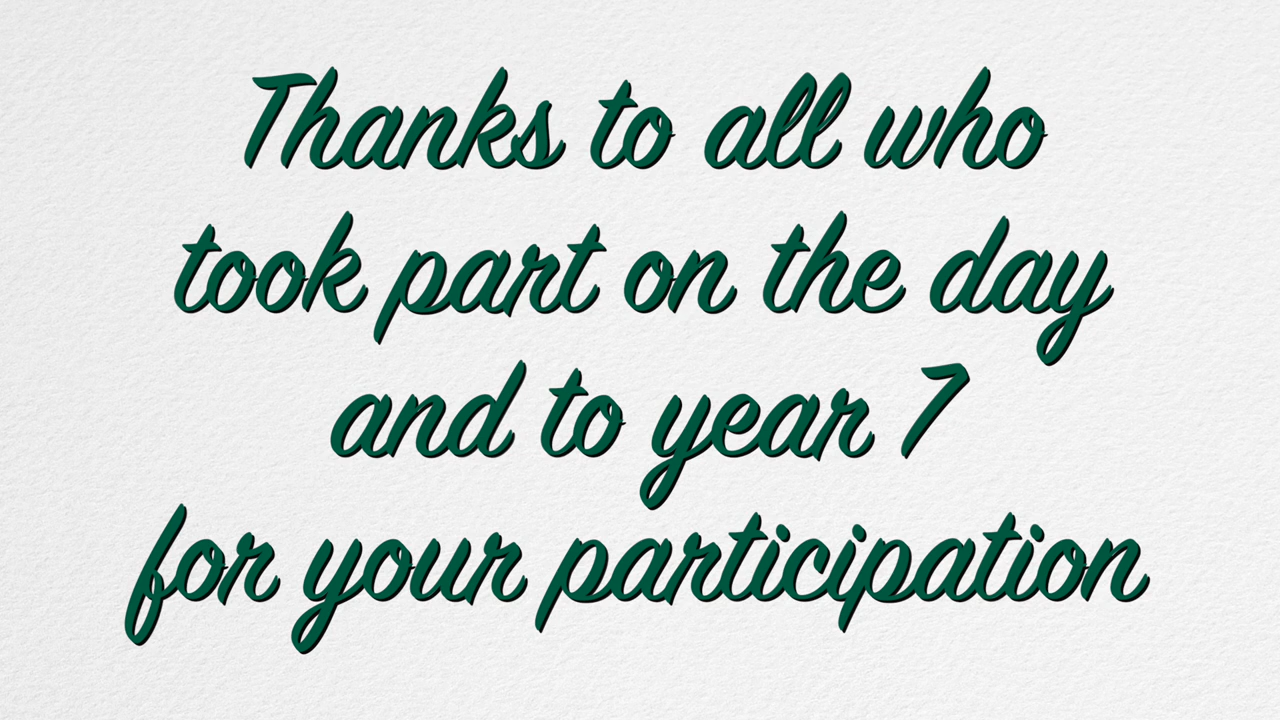 Thanks to all who
took part on the day
and to year 7
for your participation